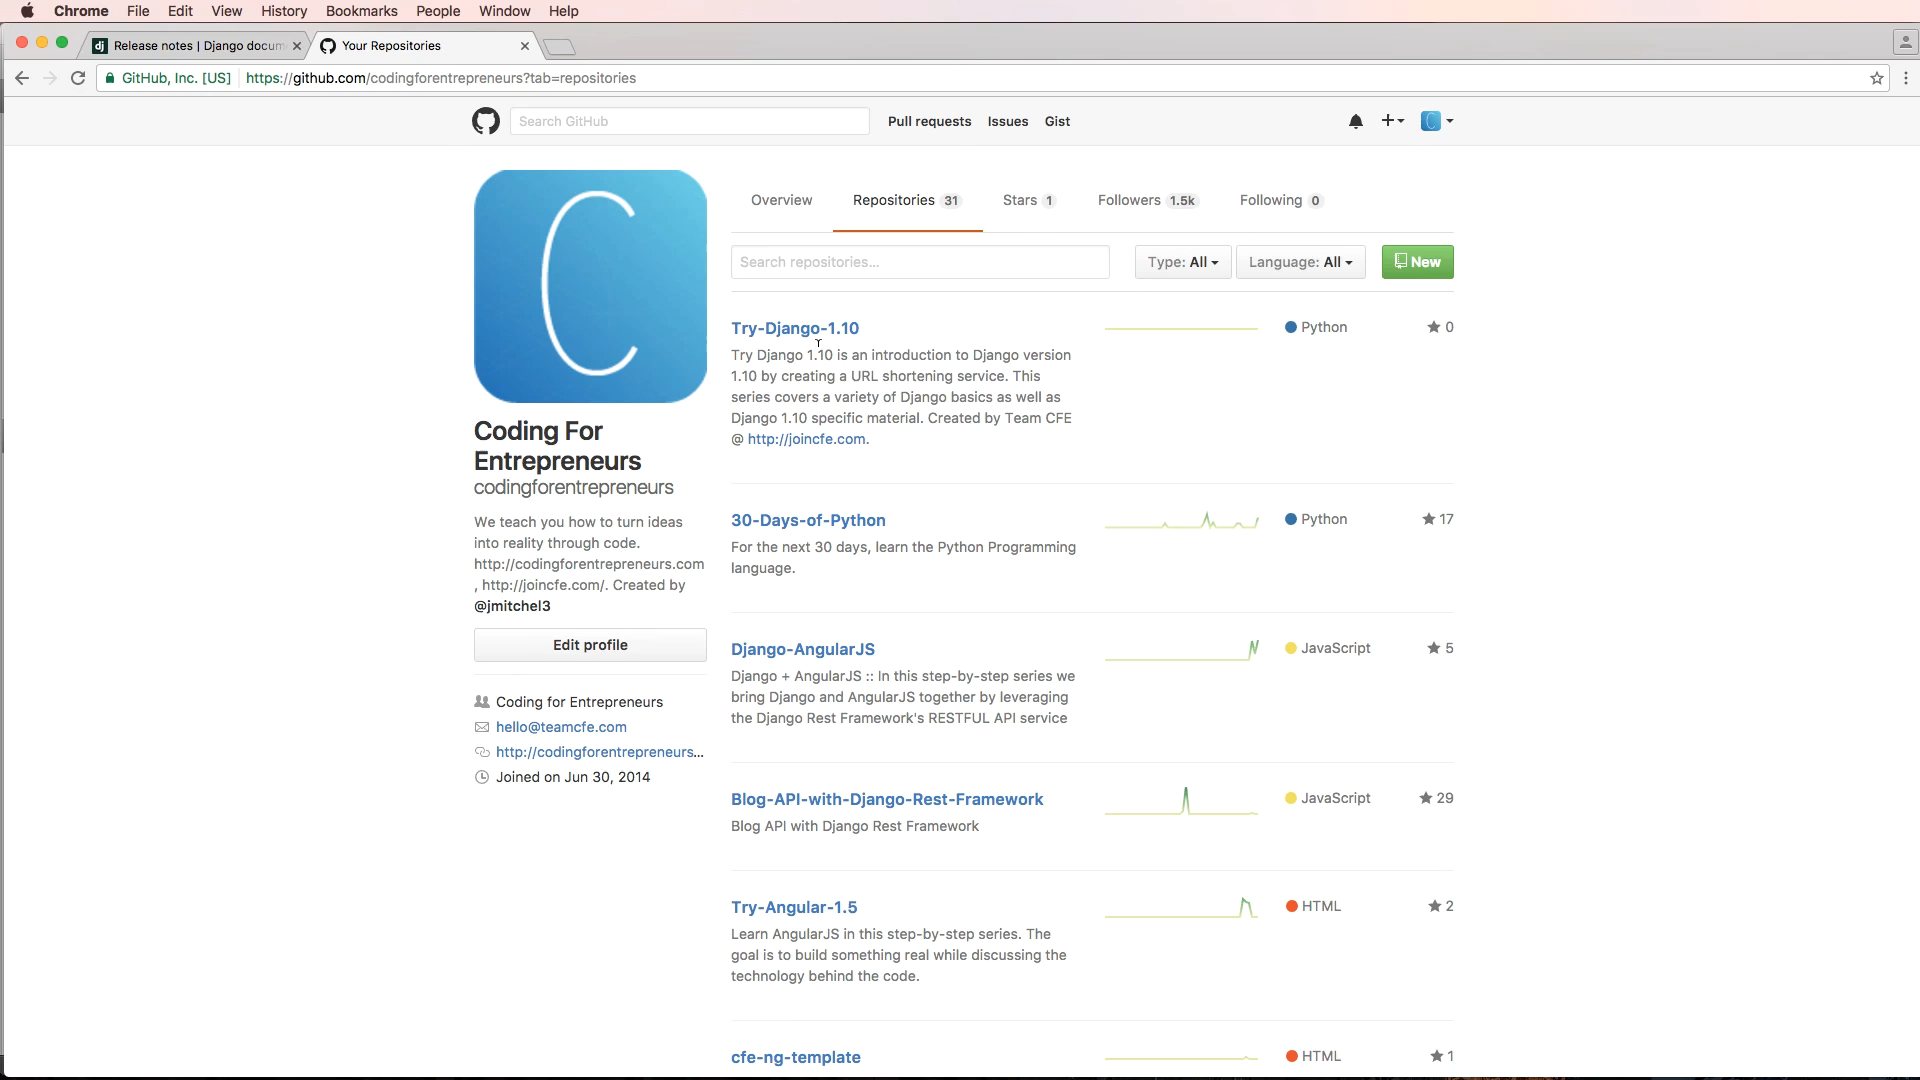 Chrome File Edit View History Bookmarks People Window Help
Release notes | Django docum
Your Repositories
GitHub, Inc. [US] https://github.com/codingforentrepreneurs?tab=repositories
Search GitHub
Pull requests Issues Gist
Overview Repositories 31 Stars 1 Followers 1.5k Following 0
Search repositories...
Type: All
Language: All
New
Coding For
Entrepreneurs
codingforentrepreneurs
We teach you how to turn ideas
into reality through code.
http://codingforentrepreneurs.com
, http://joincfe.com/. Created by
@jmitchel3
Edit profile
Coding for Entrepreneurs
hello@teamcfe.com
http://codingforentrepreneurs...
Joined on Jun 30, 2014
Try-Django-1.10
Python
0
Try Django 1.10 is an introduction to Django version
1.10 by creating a URL shortening service. This
series covers a variety of Django basics as well as
Django 1.10 specific material. Created by Team CFE
@ http://joincfe.com.
30-Days-of-Python
Python
17
For the next 30 days, learn the Python Programming
language.
Django-AngularJS
JavaScript
5
Django + AngularJS :: In this step-by-step series we
bring Django and AngularJS together by leveraging
the Django Rest Framework's RESTFUL API service
Blog-API-with-Django-Rest-Framework
JavaScript
29
Blog API with Django Rest Framework
Try-Angular-1.5
HTML
2
Learn AngularJS in this step-by-step series. The
goal is to build something real while discussing the
technology behind the code.
cfe-ng-template
HTML
1